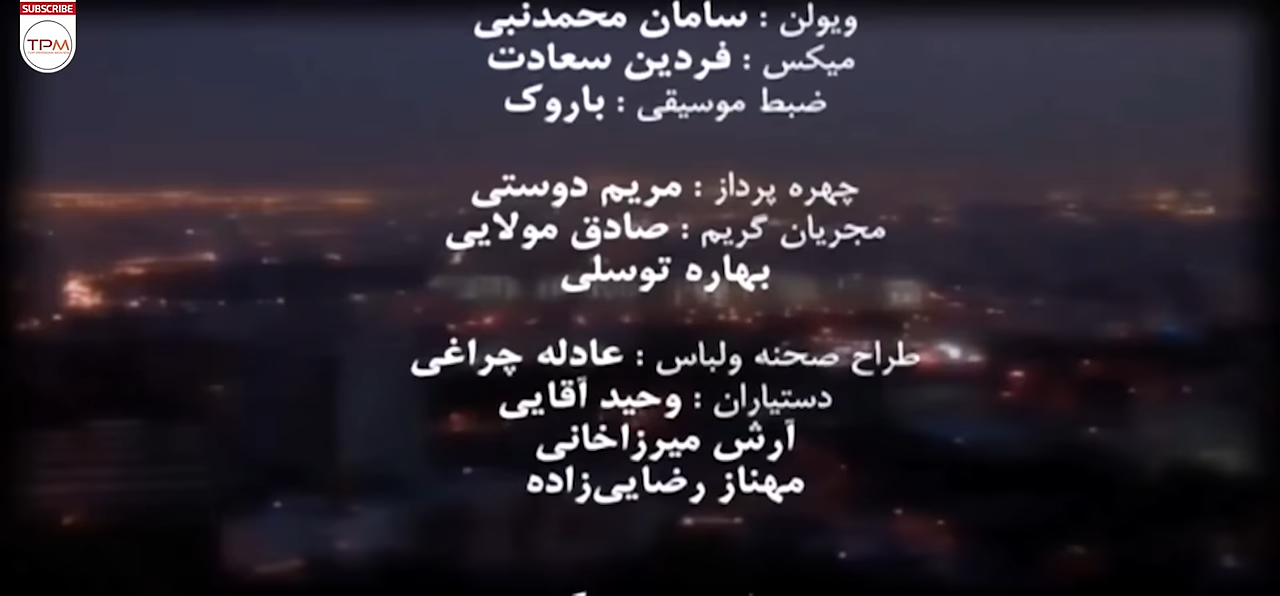 SUBSCRIBE
TPM
ویولن : سامان محمدنبی
میکس : فردین سعادت
ضبط موسیقی : باروک
چهره پرداز : مریم دوستی
مجریان گریم : صادق مولایی
بهاره توسلی
طراح صحنه ولباس : عادله چراغی
دستیاران : وحید آقایی
آرش میرزاخانی
مهناز رضایی‌زاده